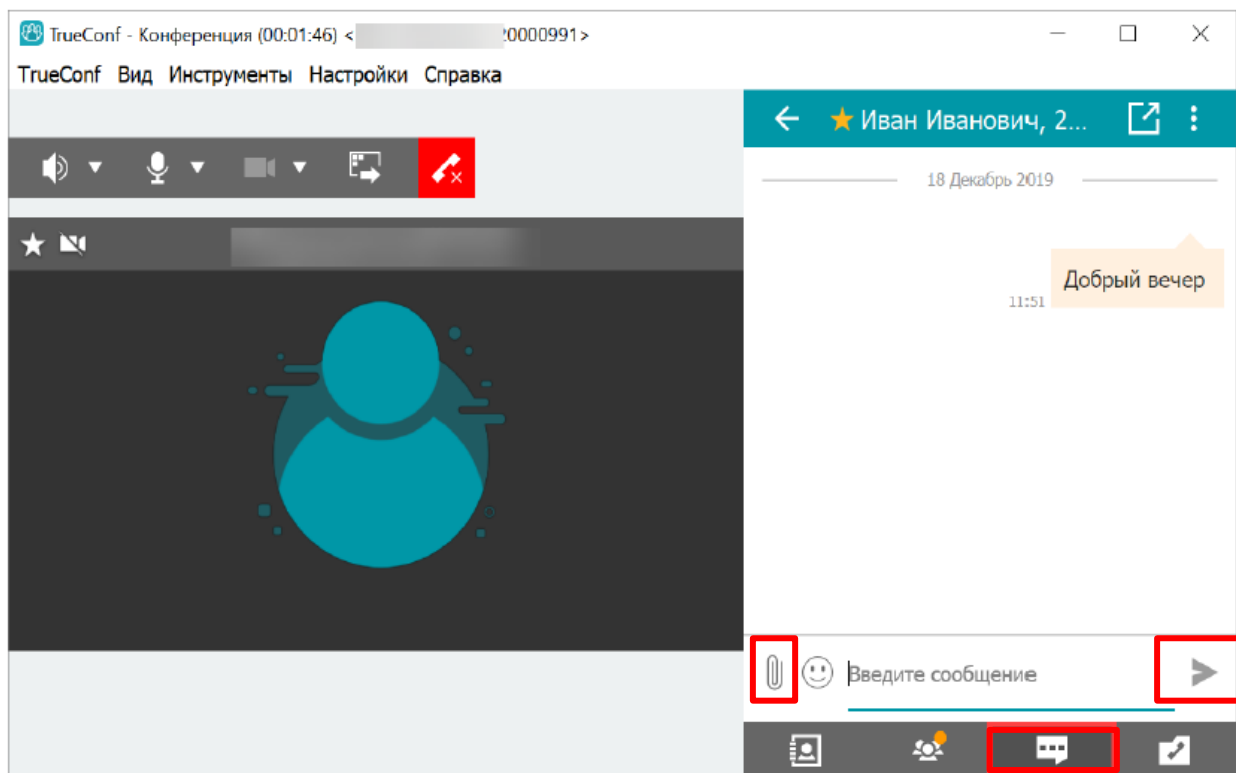 TrueConf - Конференция (00:01:46) < 0000991>
TrueConf Вид Инструменты Настройки Справка
Иван Иванович, 2...
18 Декабрь 2019
Добрый вечер
11:51
Введите сообщение